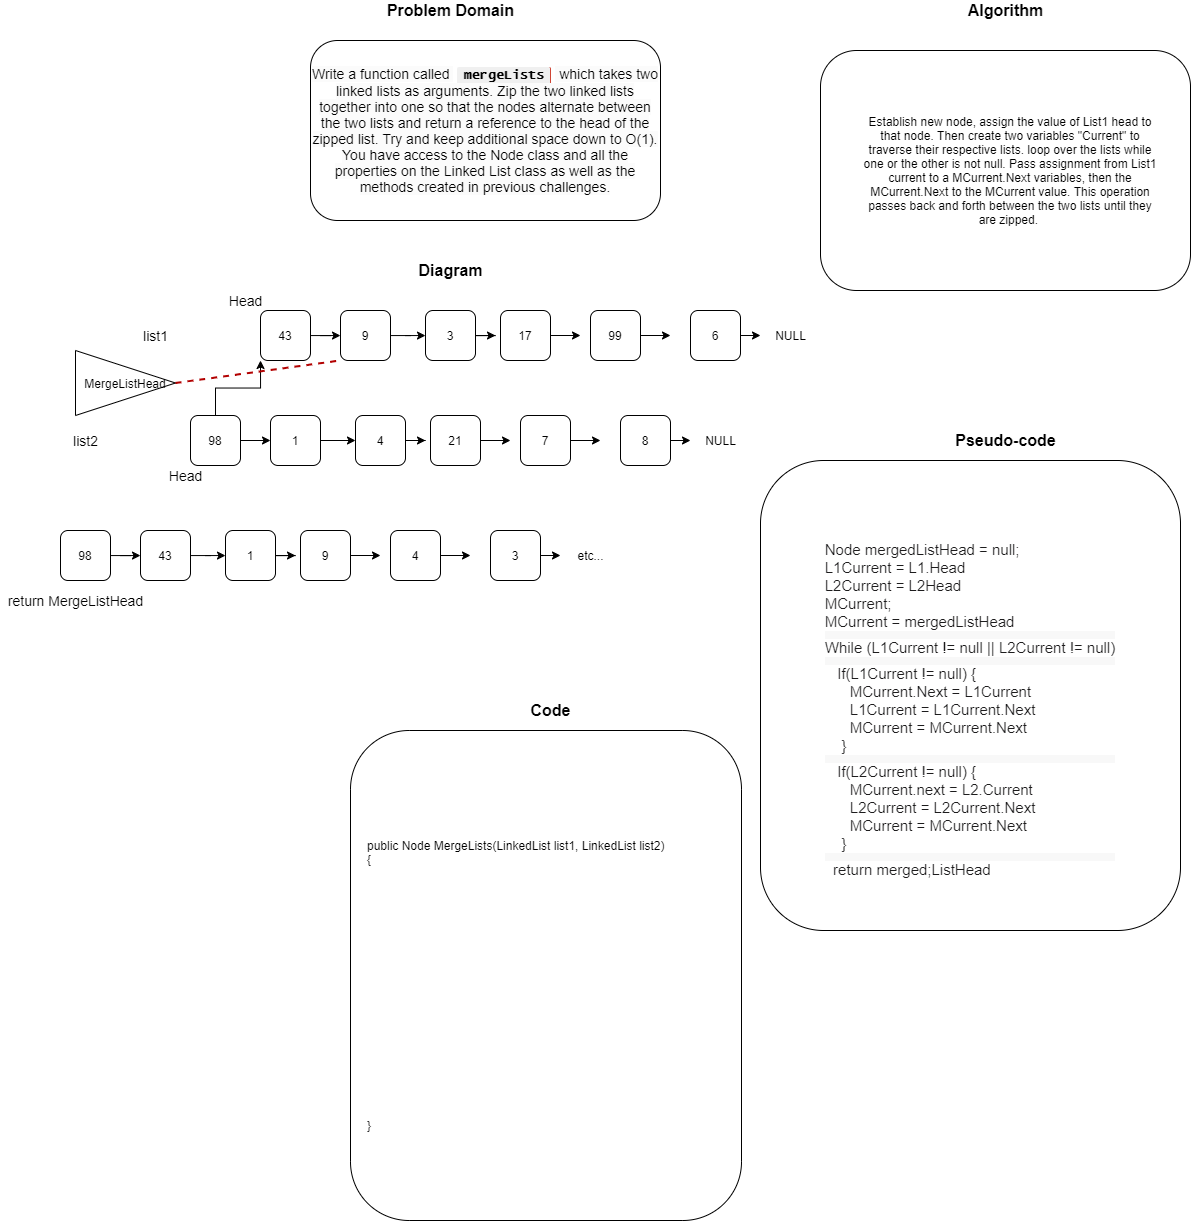 Problem Domain
Write a function called mergeLists which takes two
linked lists as arguments. Zip the two linked lists
together into one so that the nodes alternate between
the two lists and return a reference to the head of the
zipped list. Try and keep additional space down to O(1).
You have access to the Node class and all the
properties on the Linked List class as well as the
methods created in previous challenges.
Algorithm
Establish new node, assign the value of List1 head to
that node. Then create two variables "Current" to
traverse their respective lists. loop over the lists while
one or the other is not null. Pass assignment from List1
current to a MCurrent.Next variables, then the
MCurrent.Next to the MCurrent value. This operation
passes back and forth between the two lists until they
are zipped.
Diagram
Head
list1
43 9 3 17 99 6 NULL
MergeListHead
list2
98 1 4 21 7 8 NULL
Head
98 43 1 9 4 3 etc...
return MergeListHead
Pseudo-code
Node mergedListHead = null;
L1Current = L1.Head
L2Current = L2Head
MCurrent;
MCurrent = mergedListHead
While (L1Current != null || L2Current != null)
If(L1Current != null) {
MCurrent.Next = L1Current
L1Current = L1Current.Next
MCurrent = MCurrent.Next
}
If(L2Current != null) {
MCurrent.next = L2.Current
L2Current = L2Current.Next
MCurrent = MCurrent.Next
}
return merged;ListHead
Code
public Node MergeLists(LinkedList list1, LinkedList list2)
{
}